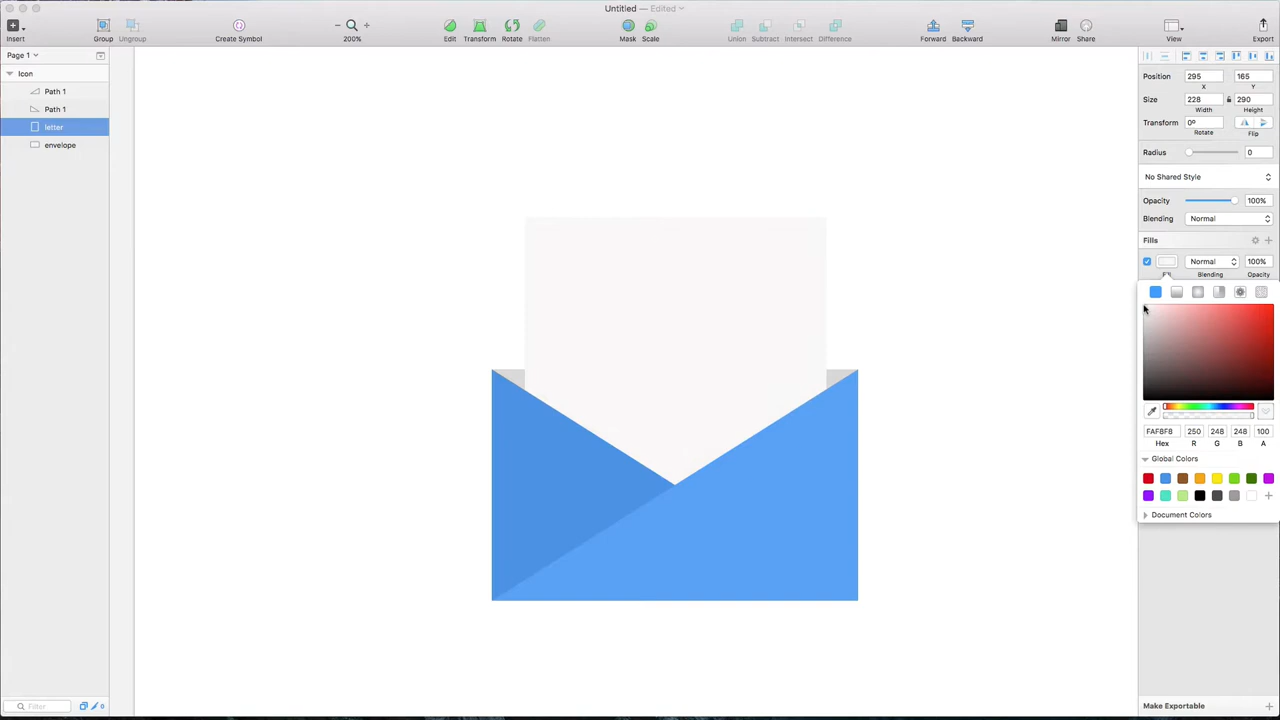 Untitled — Edited
Insert
Group
Ungroup
Create Symbol
200%
Edit
Transform
Rotate
Flatten
Mask
Scale
Union
Subtract
Intersect
Difference
Forward
Backward
Mirror
Share
View
Export
Page 1
Icon
Path 1
Path 1
letter
envelope
Filter
0
Position
295
165
X
Y
Size
228
290
Width
Height
Transform
0º
Rotate
Flip
Radius
0
No Shared Style
Opacity
100%
Blending
Normal
Fills
Normal
100%
Blending
Opacity
FAF8F8
250
248
248
100
Hex
R
G
B
A
Global Colors
Document Colors
Make Exportable